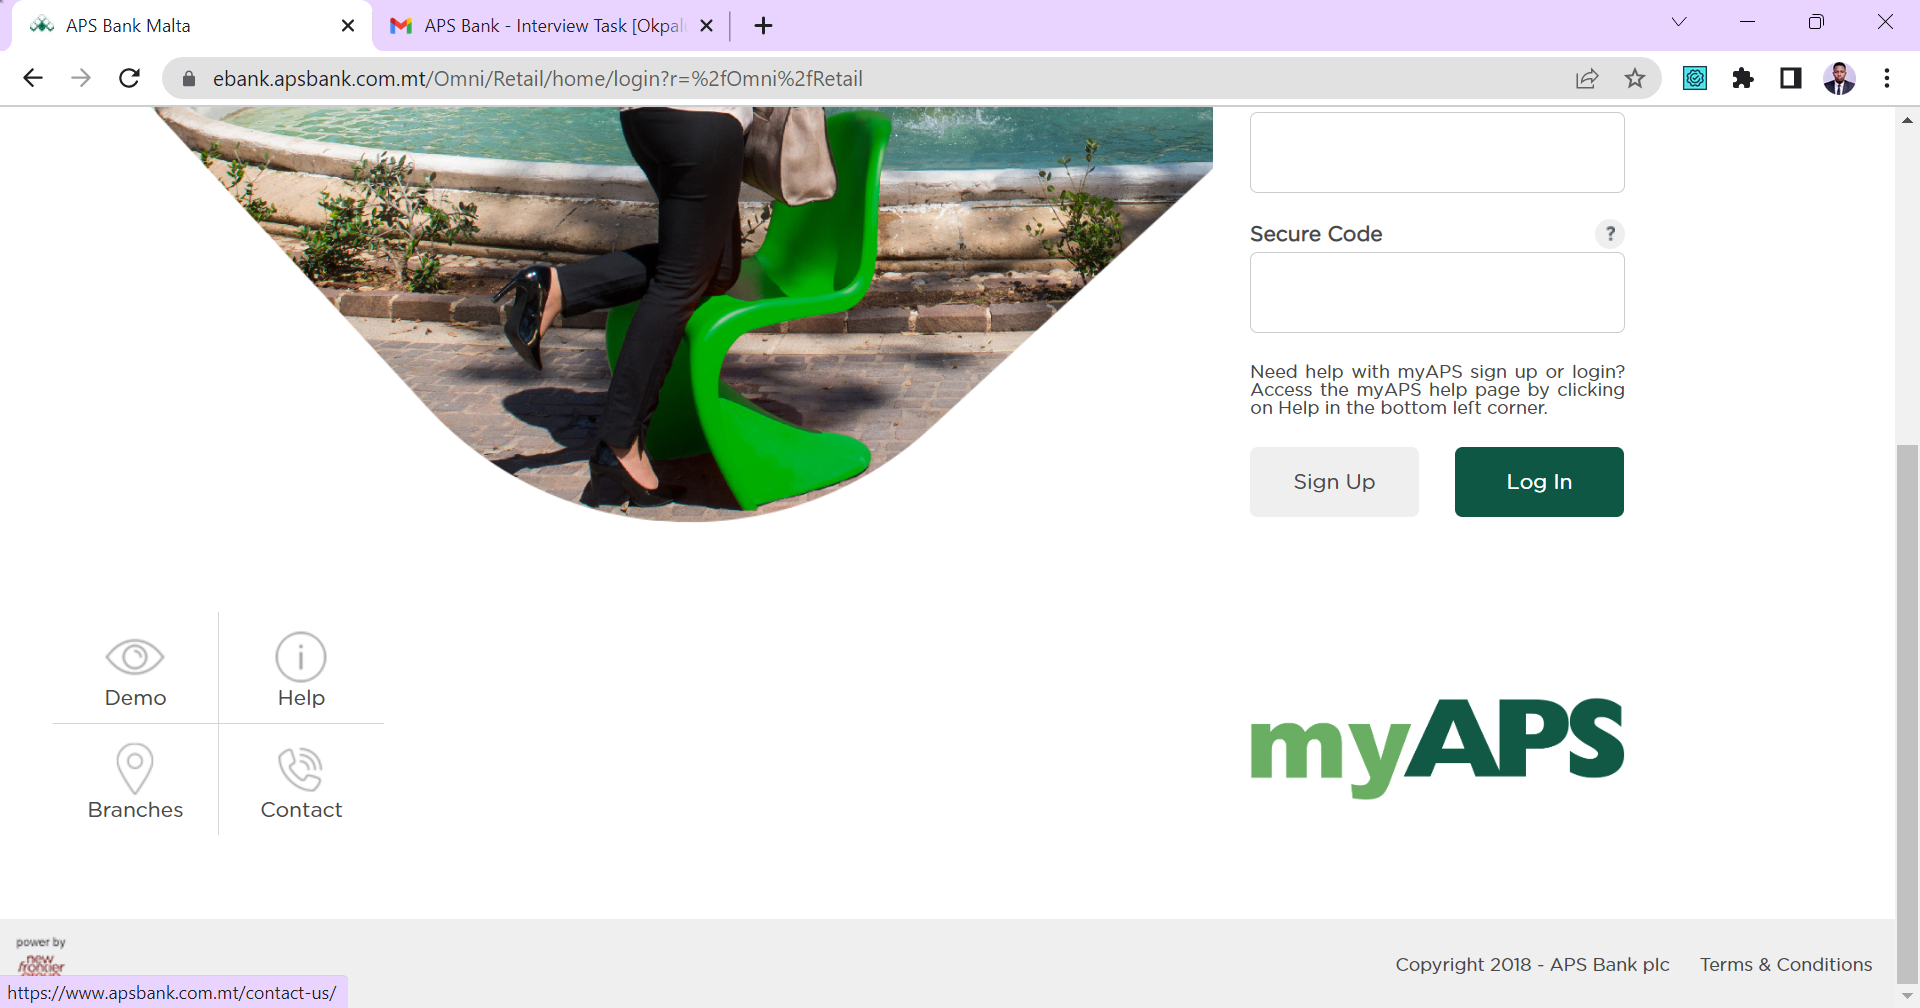 APS Bank Malta
APS Bank - Interview Task [Okpal
ebank.apsbank.com.mt/Omni/Retail/home/login?r=%2fOmni%2fRetail
Secure Code
?
Need help with myAPS sign up or login?
Access the myAPS help page by clicking
on Help in the bottom left corner.
Sign Up
Log In
Demo
Help
Branches
Contact
myAPS
power by
new
frontier
Copyright 2018 - APS Bank plc
Terms & Conditions
https://www.apsbank.com.mt/contact-us/